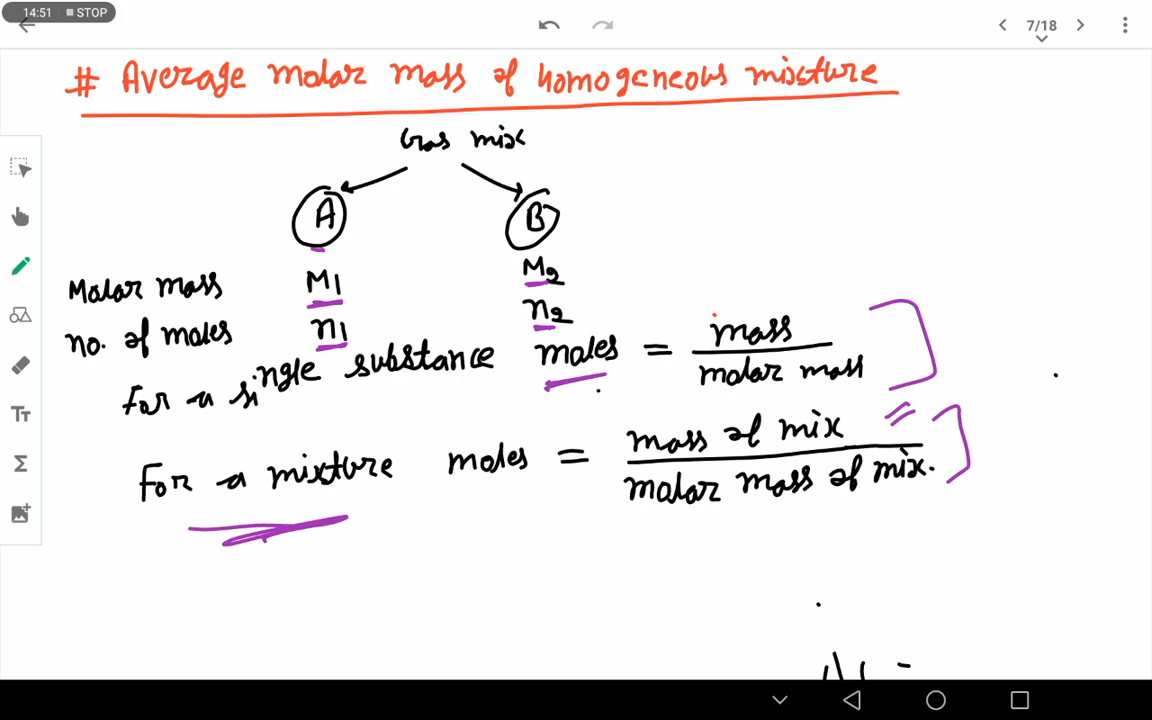 14:51 STOP
7/18
# Average molar mass of homogeneous mixture
Gas mix
A B
Molar mass M1 M2
no. of moles n1 n2
For a single substance moles = mass / molar mass
For a mixture moles = mass of mix / molar mass of mix.
Tт
Σ